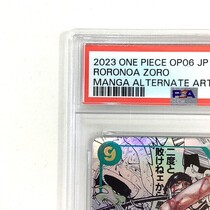 2023 ONE PIECE OP06 JP
RORONOA ZORO
MANGA ALTERNATE ART
PSA
9
二度と
敗けねェから